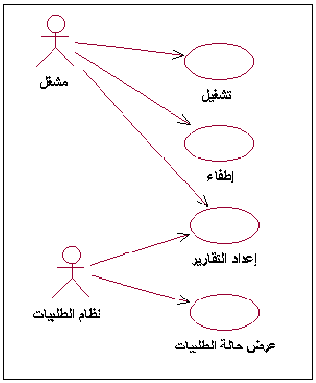 مشغل
تشغيل
إطفاء
إعداد التقارير
نظام الطلبيات
عرض حالة الطلبيات